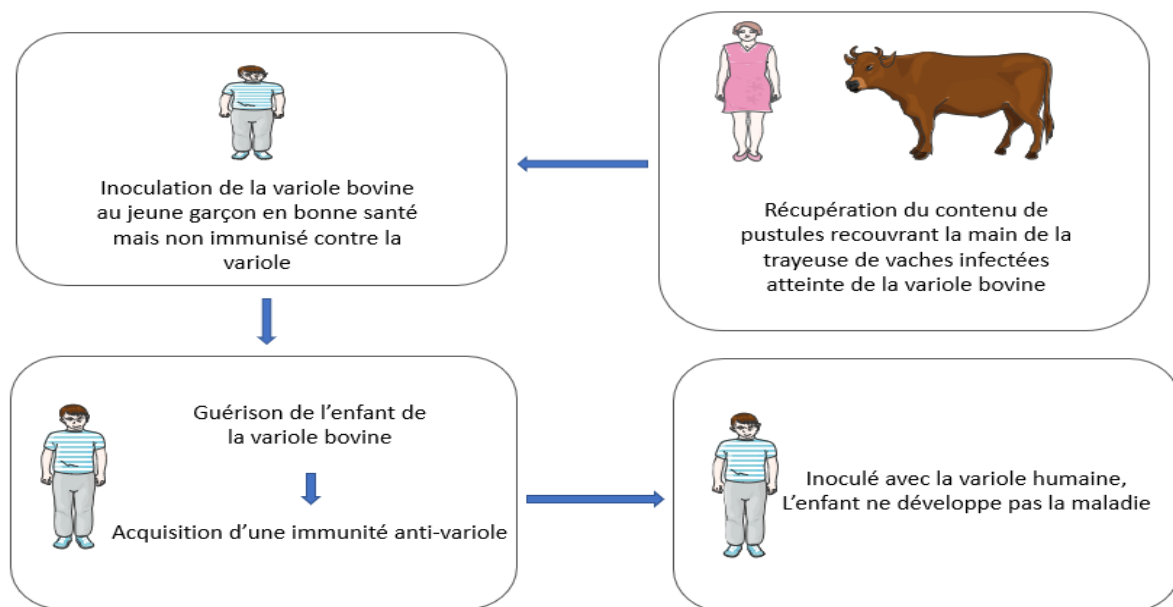 Récupération du contenu de
pustules recouvrant la main de la
trayeuse de vaches infectées
atteinte de la variole bovine
Inoculation de la variole bovine
au jeune garçon en bonne santé
mais non immunisé contre la
variole
Guérison de l'enfant de
la variole bovine
Acquisition d'une immunité anti-variole
Inoculé avec la variole humaine,
L'enfant ne développe pas la maladie